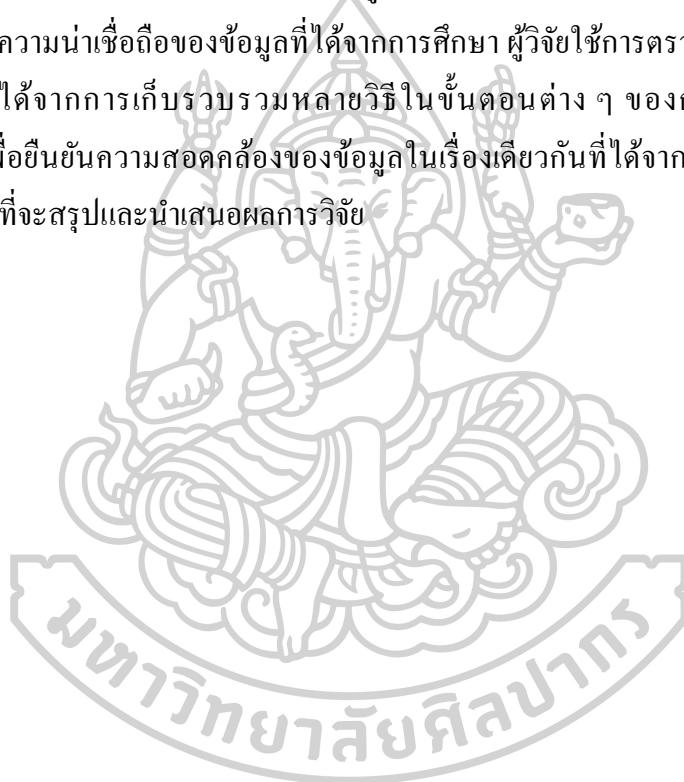 ความน่าเชื่อถือของข้อมูลที่ได้จากการศึกษา ผู้วิจัยใช้การตรว
ได้จากการเก็บรวบรวมหลายวิธีในขั้นตอนต่าง ๆ ของก
พื่อยืนยันความสอดคล้องของข้อมูลในเรื่องเดียวกันที่ได้จาก
ที่จะสรุปและนำเสนอผลการวิจัย
มหาวิทยาลัยศิลปากร